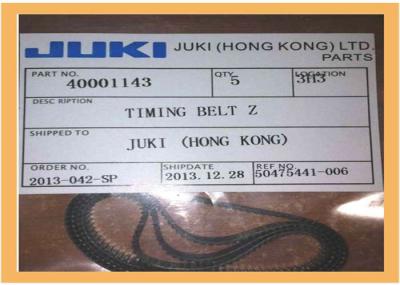 JUKI JUKI (HONG KONG) LTD.
PARTS
PART NO. QTY LOCATION
40001143 5 3H3
DESC RIPTION
TIMING BELT Z
SHIPPED TO
JUKI (HONG KONG)
ORDER NO. SHIPDATE REF NO.
2013-042-SP 2013.12.28 50475441-006